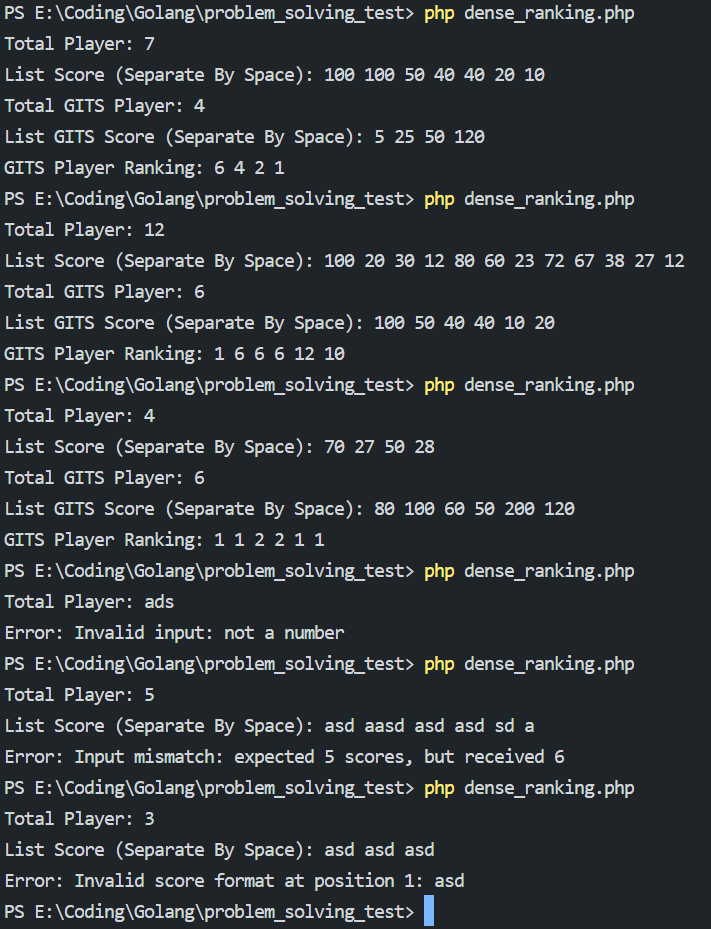 PS E:\Coding\Golang\problem_solving_test> php dense_ranking.php
Total Player: 7
List Score (Separate By Space): 100 100 50 40 40 20 10
Total GITS Player: 4
List GITS Score (Separate By Space): 5 25 50 120
GITS Player Ranking: 6 4 2 1
PS E:\Coding\Golang\problem_solving_test> php dense_ranking.php
Total Player: 12
List Score (Separate By Space): 100 20 30 12 80 60 23 72 67 38 27 12
Total GITS Player: 6
List GITS Score (Separate By Space): 100 50 40 40 10 20
GITS Player Ranking: 1 6 6 6 12 10
PS E:\Coding\Golang\problem_solving_test> php dense_ranking.php
Total Player: 4
List Score (Separate By Space): 70 27 50 28
Total GITS Player: 6
List GITS Score (Separate By Space): 80 100 60 50 200 120
GITS Player Ranking: 1 1 2 2 1 1
PS E:\Coding\Golang\problem_solving_test> php dense_ranking.php
Total Player: ads
Error: Invalid input: not a number
PS E:\Coding\Golang\problem_solving_test> php dense_ranking.php
Total Player: 5
List Score (Separate By Space): asd aasd asd asd sd a
Error: Input mismatch: expected 5 scores, but received 6
PS E:\Coding\Golang\problem_solving_test> php dense_ranking.php
Total Player: 3
List Score (Separate By Space): asd asd asd
Error: Invalid score format at position 1: asd
PS E:\Coding\Golang\problem_solving_test>